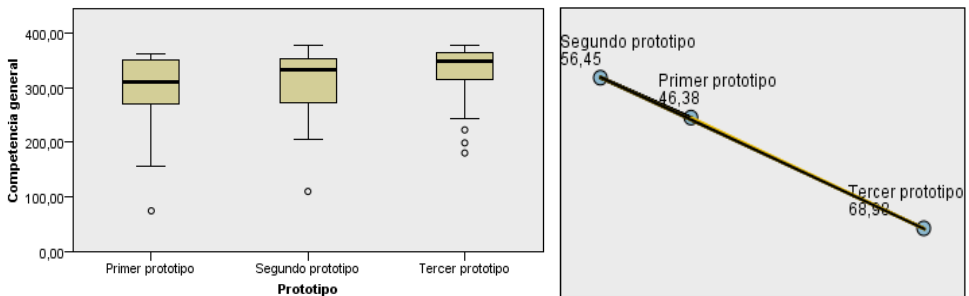 Competencia general
400,00
300,00
200,00
100,00
0,00
Primer prototipo
Segundo prototipo
Tercer prototipo
Prototipo
Segundo prototipo
56,45
Primer prototipo
46,38
Tercer prototipo
68,98